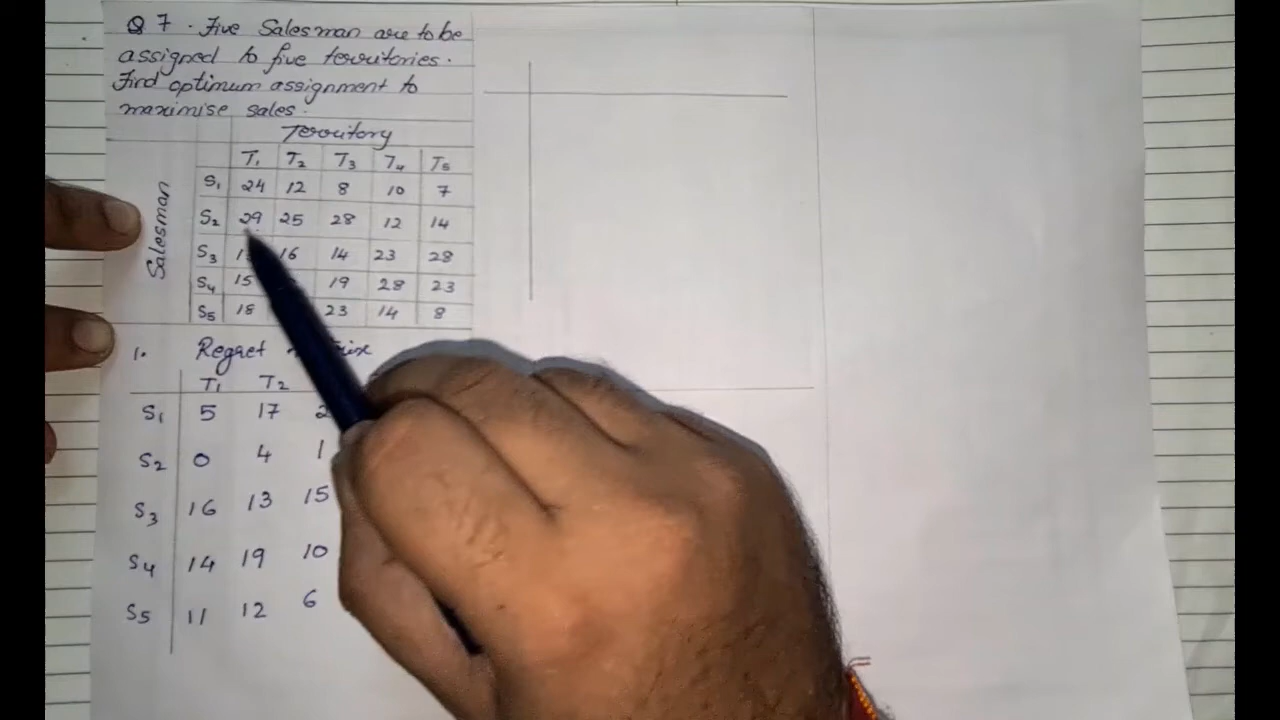 Q 7. Five Salesman are to be
assigned to five territories.
Find optimum assignment to
maximise sales.
Territory
Salesman
T1 T2 T3 T4 T5
S1 24 12 8 10 7
S2 29 25 28 12 14
S3 16 14 23 28
S4 15 19 28 23
S5 18 23 14 8
1. Regret
T1 T2
S1 5 17
S2 0 4 1
S3 16 13 15
S4 14 19 10
S5 11 12 6